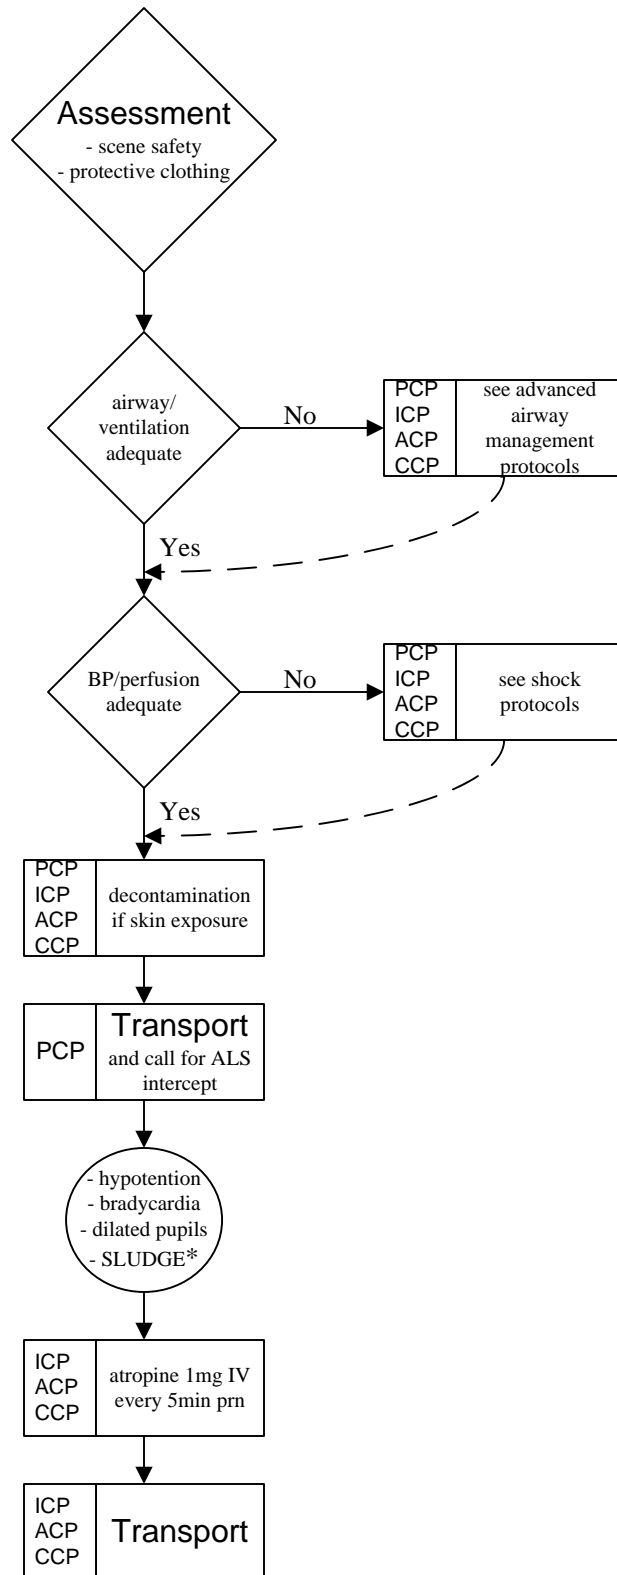 Assessment
- scene safety
- protective clothing
airway/
ventilation
adequate
No
PCP
ICP
ACP
CCP
see advanced
airway
management
protocols
Yes
BP/perfusion
adequate
No
PCP
ICP
ACP
CCP
see shock
protocols
Yes
PCP
ICP
ACP
CCP
decontamination
if skin exposure
PCP
Transport
and call for ALS
intercept
- hypotention
- bradycardia
- dilated pupils
- SLUDGE*
ICP
ACP
CCP
atropine 1mg IV
every 5min prn
ICP
ACP
CCP
Transport